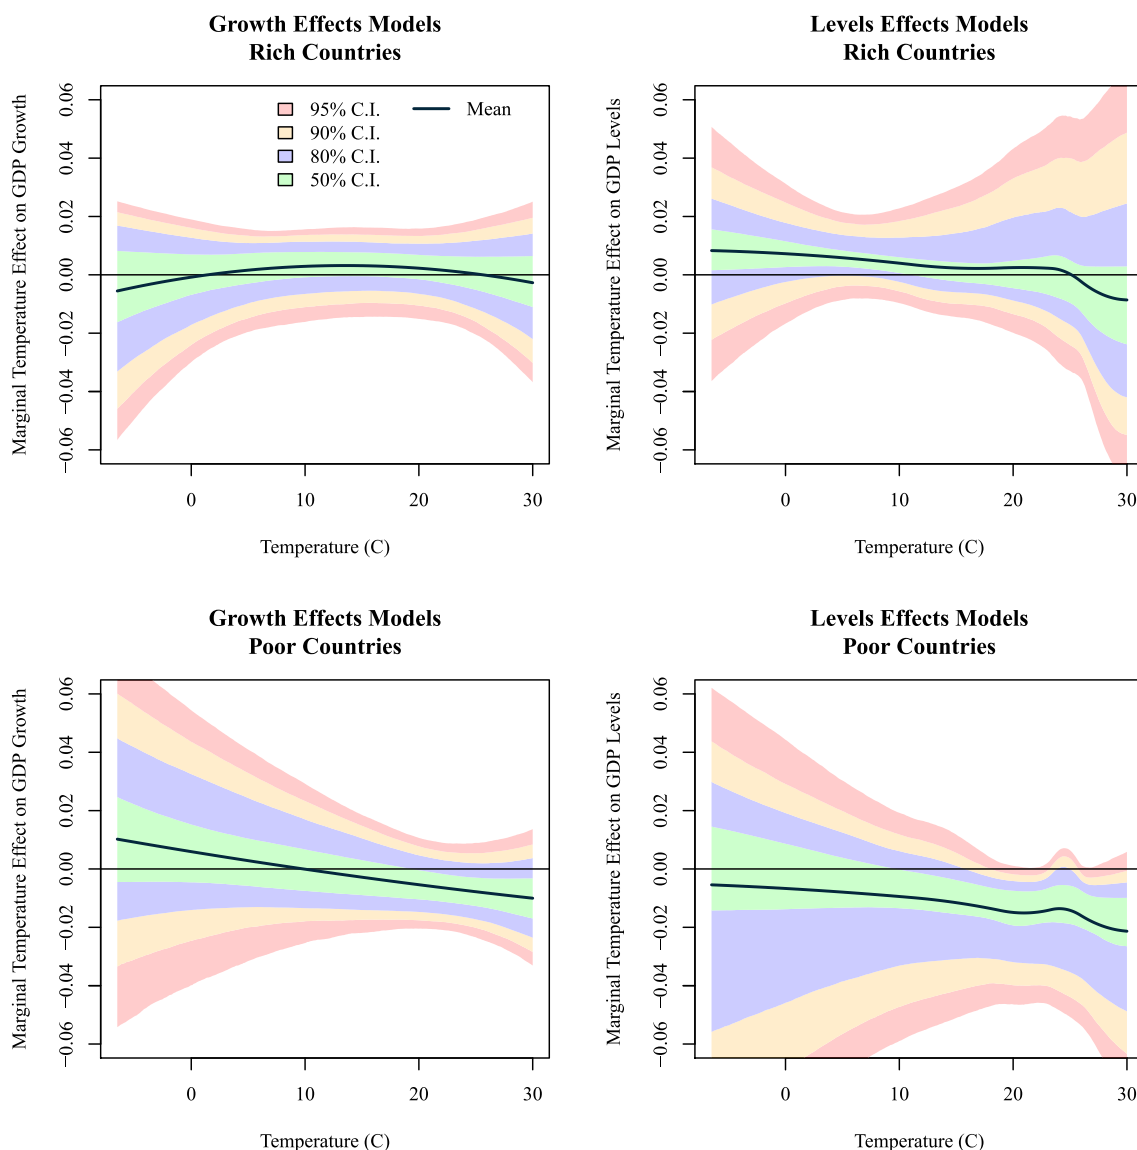 Growth Effects Models
Rich Countries
Marginal Temperature Effect on GDP Growth
0.06
0.04
0.02
0.00
−0.02
−0.04
−0.06
95% C.I.
90% C.I.
80% C.I.
50% C.I.
Mean
0 10 20 30
Temperature (C)
Levels Effects Models
Rich Countries
Marginal Temperature Effect on GDP Levels
0.06
0.04
0.02
0.00
−0.02
−0.04
−0.06
0 10 20 30
Temperature (C)
Growth Effects Models
Poor Countries
Marginal Temperature Effect on GDP Growth
0.06
0.04
0.02
0.00
−0.02
−0.04
−0.06
0 10 20 30
Temperature (C)
Levels Effects Models
Poor Countries
Marginal Temperature Effect on GDP Levels
0.06
0.04
0.02
0.00
−0.02
−0.04
−0.06
0 10 20 30
Temperature (C)